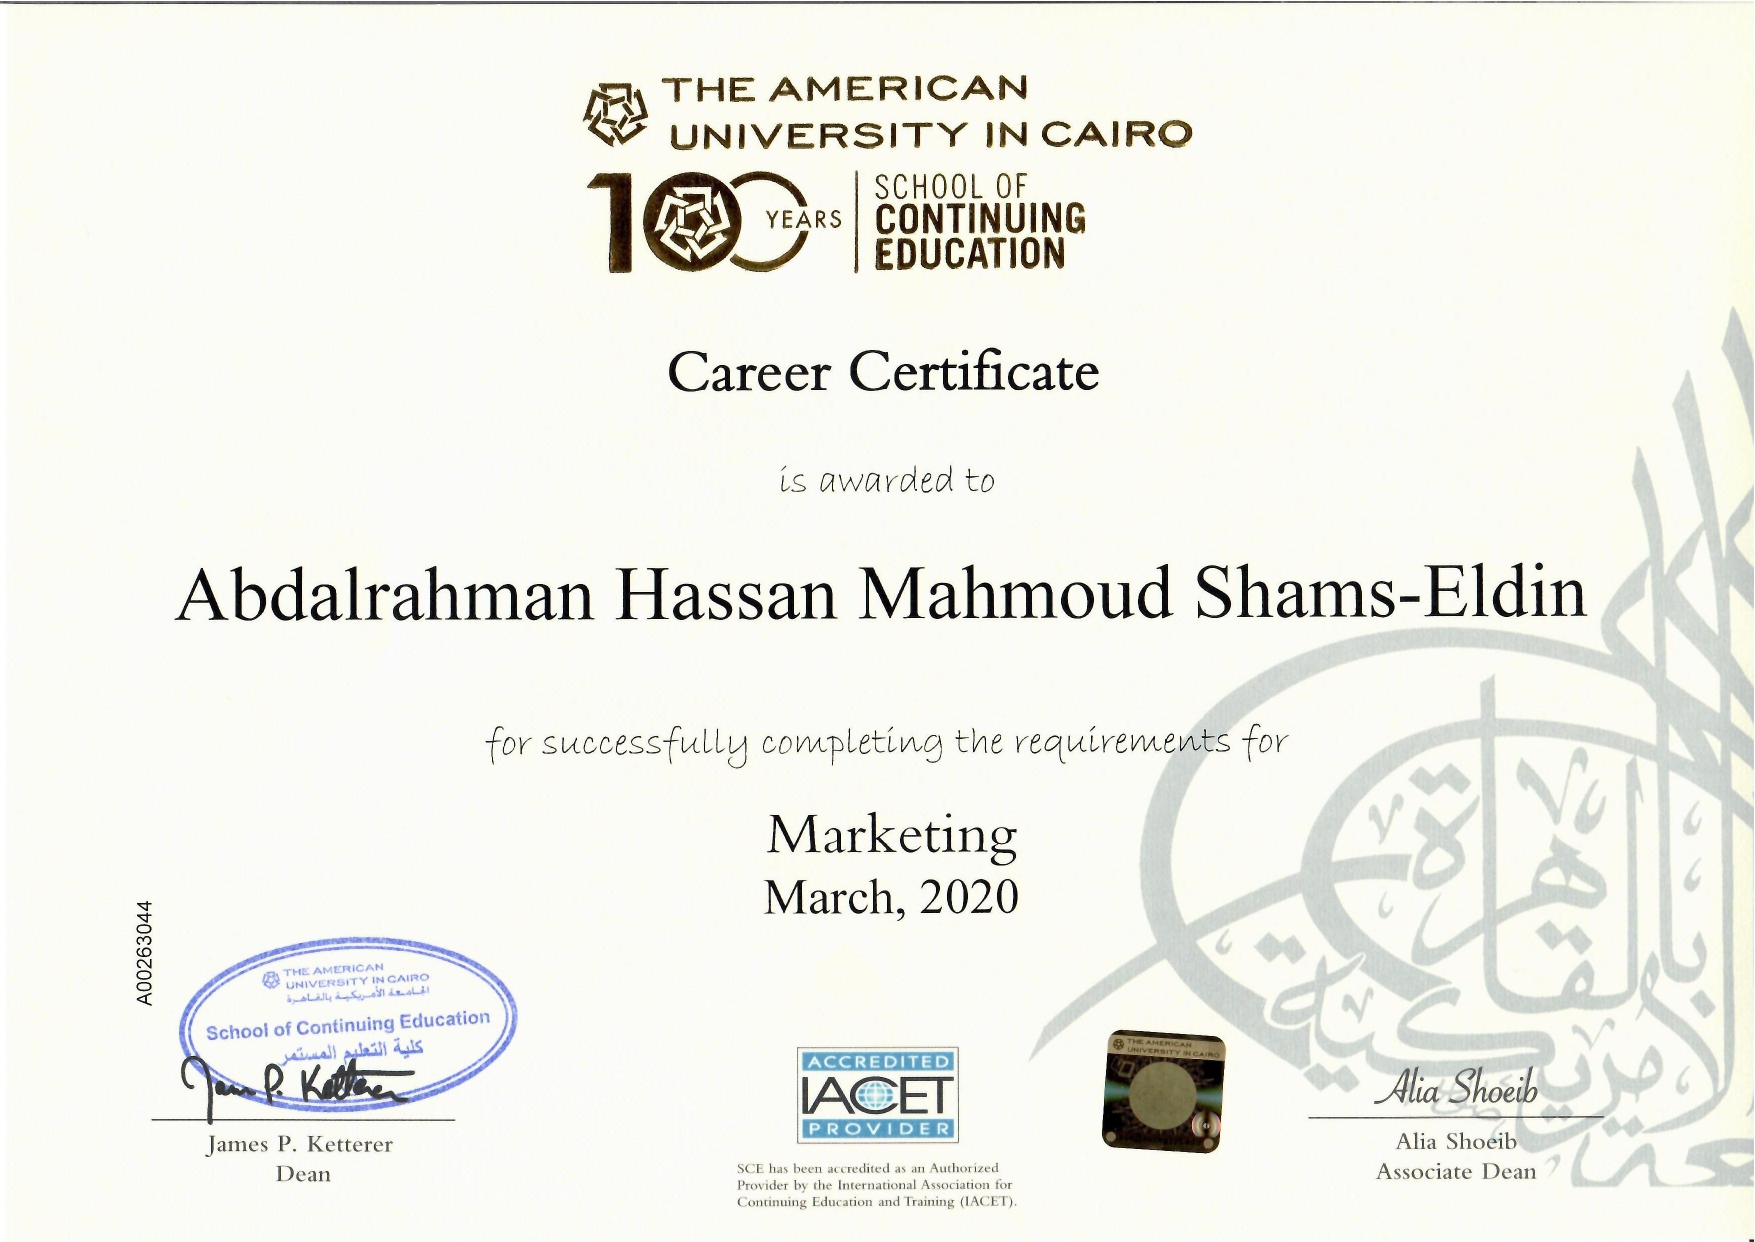 THE AMERICAN
UNIVERSITY IN CAIRO
100 YEARS
SCHOOL OF
CONTINUING
EDUCATION
Career Certificate
is awarded to
Abdalrahman Hassan Mahmoud Shams-Eldin
for successfully completing the requirements for
Marketing
March, 2020
A00263044
THE AMERICAN
UNIVERSITY IN CAIRO
الجامعة الأمريكية بالقاهرة
School of Continuing Education
كلية التعليم المستمر
James P. Ketterer
James P. Ketterer
Dean
ACCREDITED
IACET
PROVIDER
SCE has been accredited as an Authorized
Provider by the International Association for
Continuing Education and Training (IACET).
THE AMERICAN
UNIVERSITY IN CAIRO
Alia Shoeib
Alia Shoeib
Associate Dean
بالقاهرة
الأمريكية